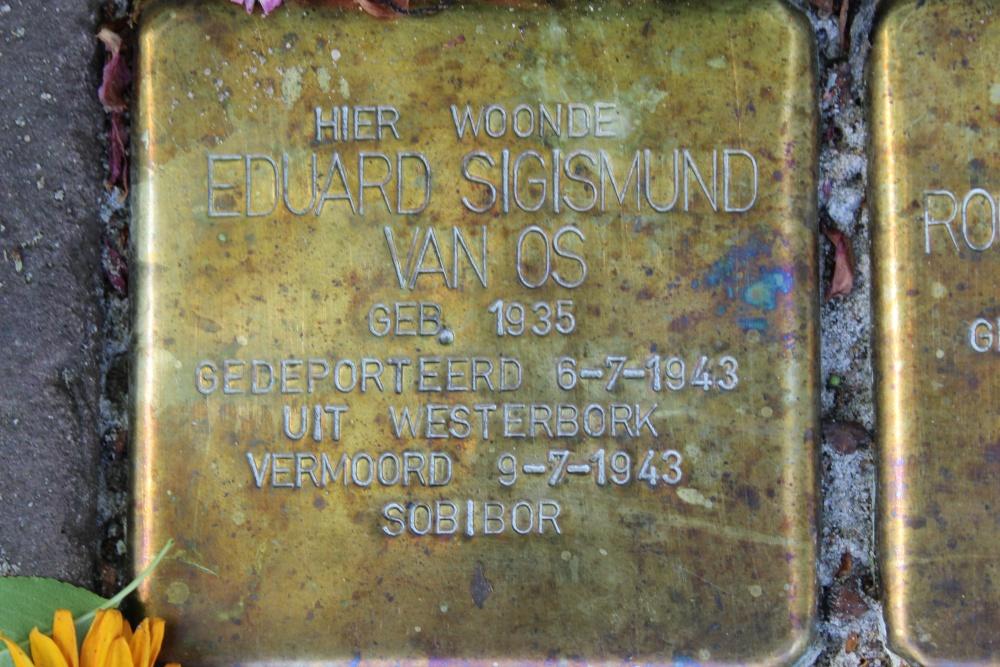 HIER WOONDE
EDUARD SIGISMUND
VAN OS
GEB. 1935
GEDEPORTEERD 6-7-1943
UIT WESTERBORK
VERMOORD 9-7-1943
SOBIBOR